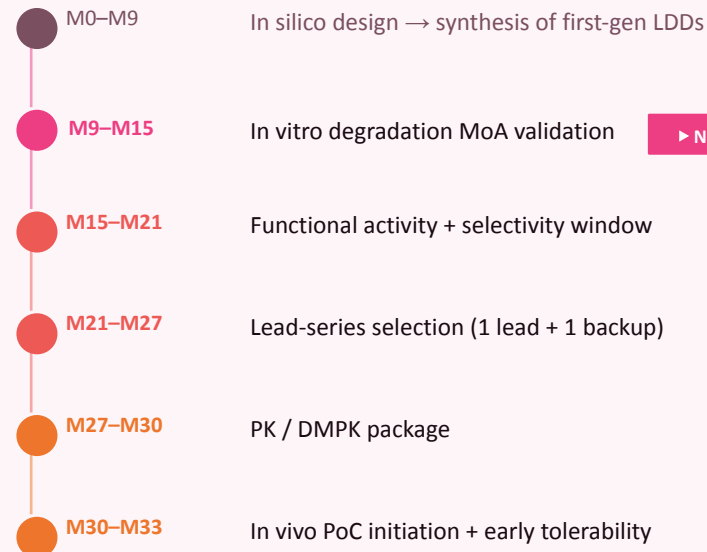 M0–M9 In silico design → synthesis of first-gen LDDs
M9–M15 In vitro degradation MoA validation ▶
M15–M21 Functional activity + selectivity window
M21–M27 Lead-series selection (1 lead + 1 backup)
M27–M30 PK / DMPK package
M30–M33 In vivo PoC initiation + early tolerability